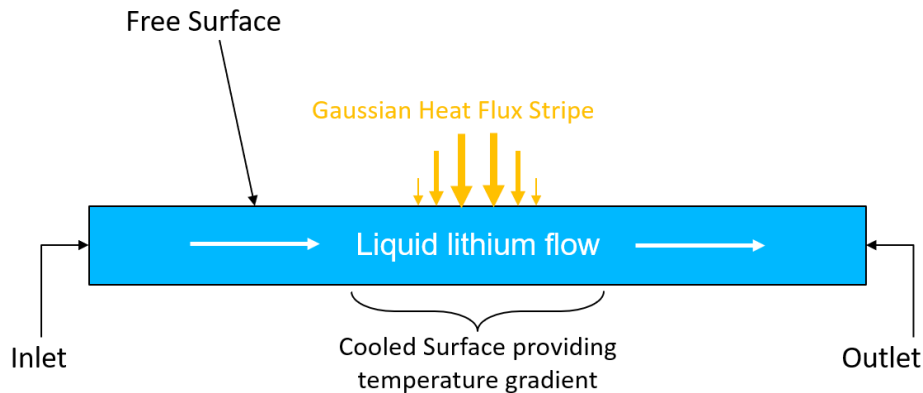 Free Surface
Gaussian Heat Flux Stripe
Liquid lithium flow
Inlet
Cooled Surface providing
temperature gradient
Outlet